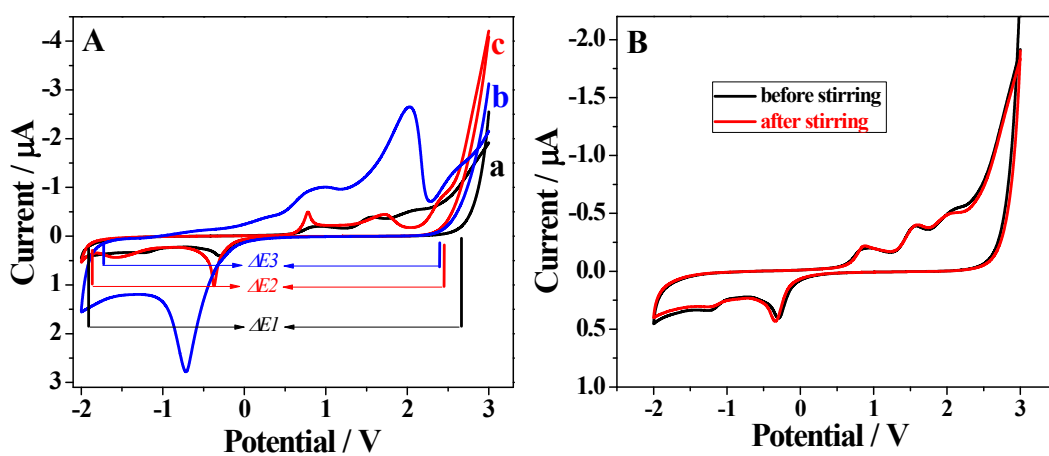 A
Current / μA
-4
-3
-2
-1
0
1
2
3
-2
-1
0
1
2
3
Potential / V
c
b
a
ΔE3
ΔE2
ΔE1
B
Current / μA
-2.0
-1.5
-1.0
-0.5
0.0
0.5
1.0
-2
-1
0
1
2
3
Potential / V
before stirring
after stirring